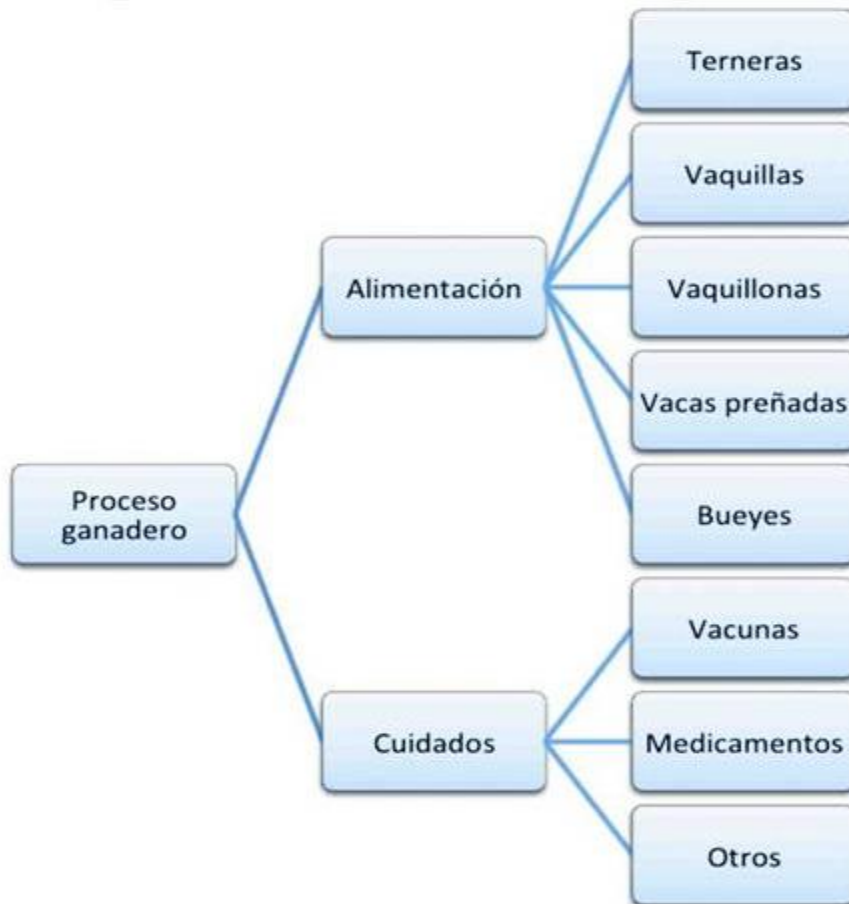 Proceso
ganadero
Alimentación
Terneras
Vaquillas
Vaquillonas
Vacas preñadas
Bueyes
Cuidados
Vacunas
Medicamentos
Otros